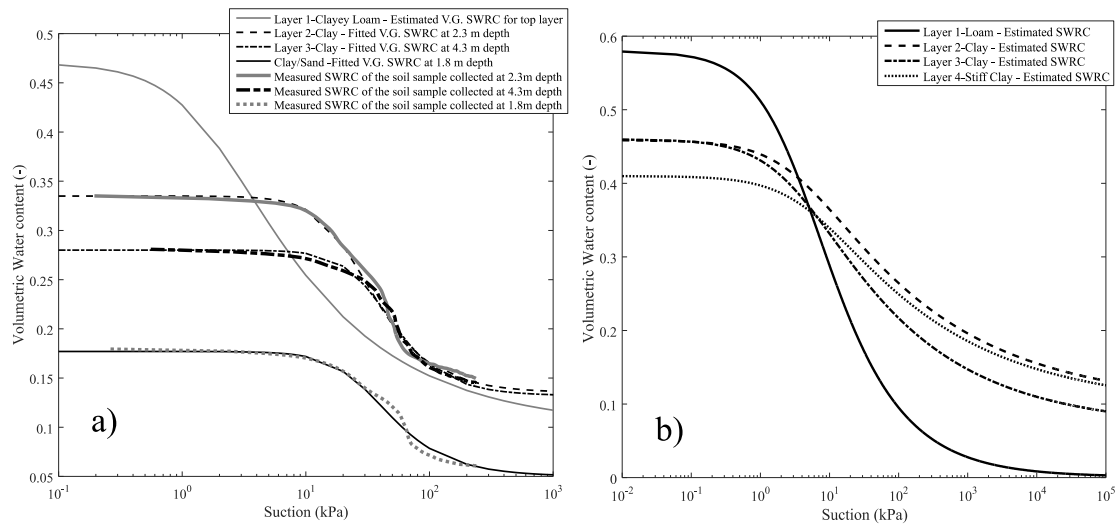 Layer 1-Clayey Loam - Estimated V.G. SWRC for top layer
Layer 2-Clay - Fitted V.G. SWRC at 2.3 m depth
Layer 3-Clay - Fitted V.G. SWRC at 4.3 m depth
Clay/Sand -Fitted V.G. SWRC at 1.8 m depth
Measured SWRC of the soil sample collected at 2.3m depth
Measured SWRC of the soil sample collected at 4.3m depth
Measured SWRC of the soil sample collected at 1.8m depth
0.5
0.45
0.4
0.35
0.3
0.25
0.2
0.15
0.1
0.05
Volumetric Water content (-)
a)
10^-1
10^0
10^1
10^2
10^3
Suction (kPa)
Layer 1-Loam - Estimated SWRC
Layer 2-Clay - Estimated SWRC
Layer 3-Clay - Estimated SWRC
Layer 4-Stiff Clay - Estimated SWRC
0.6
0.5
0.4
0.3
0.2
0.1
0
Volumetric Water content (-)
b)
10^-2
10^-1
10^0
10^1
10^2
10^3
10^4
10^5
Suction (kPa)